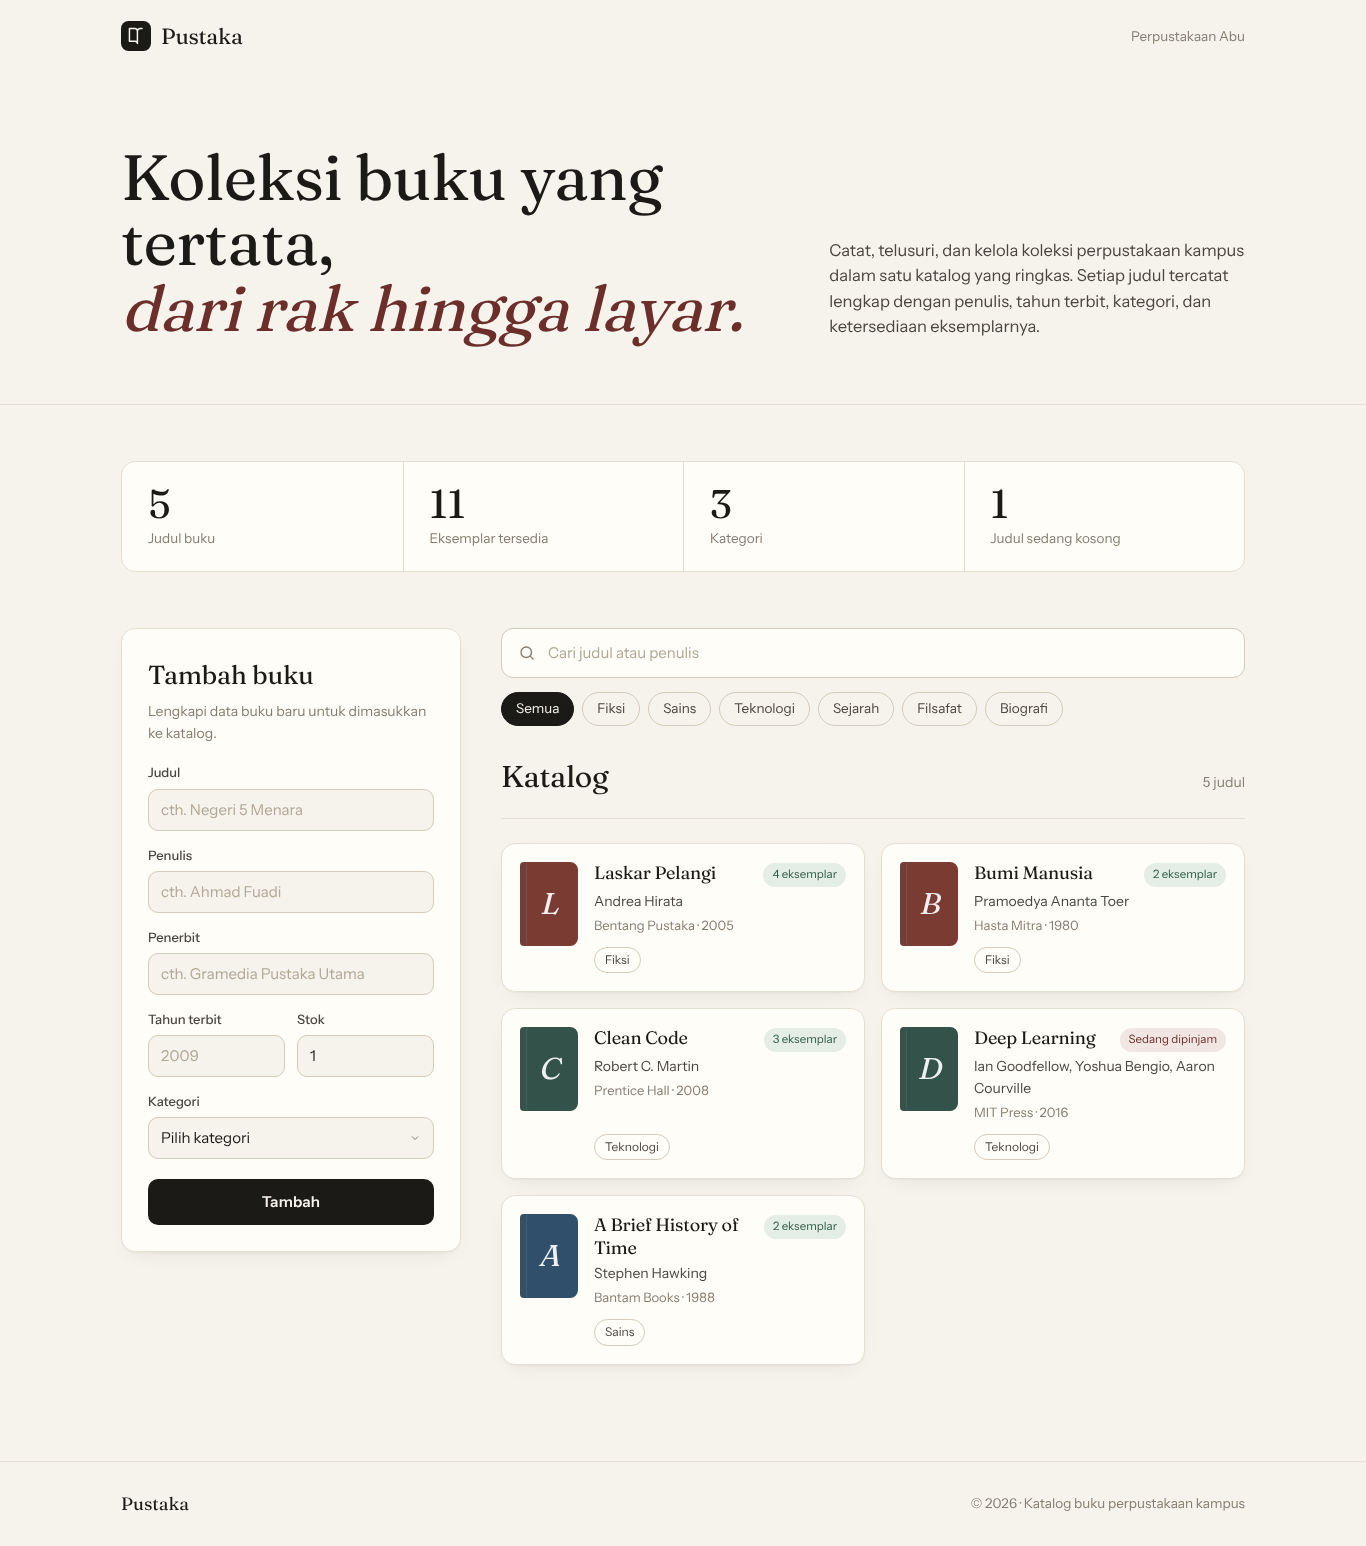 Pustaka
Perpustakaan Abu
Koleksi buku yang
tertata,
dari rak hingga layar.
Catat, telusuri, dan kelola koleksi perpustakaan kampus
dalam satu katalog yang ringkas. Setiap judul tercatat
lengkap dengan penulis, tahun terbit, kategori, dan
ketersediaan eksemplarnya.
5
Judul buku
11
Eksemplar tersedia
3
Kategori
1
Judul sedang kosong
Tambah buku
Lengkapi data buku baru untuk dimasukkan
ke katalog.
Judul
cth. Negeri 5 Menara
Penulis
cth. Ahmad Fuadi
Penerbit
cth. Gramedia Pustaka Utama
Tahun terbit
2009
Stok
1
Kategori
Pilih kategori
Tambah
Cari judul atau penulis
Semua
Fiksi
Sains
Teknologi
Sejarah
Filsafat
Biografi
Katalog
5 judul
L
Laskar Pelangi
4 eksemplar
Andrea Hirata
Bentang Pustaka · 2005
Fiksi
B
Bumi Manusia
2 eksemplar
Pramoedya Ananta Toer
Hasta Mitra · 1980
Fiksi
C
Clean Code
3 eksemplar
Robert C. Martin
Prentice Hall · 2008
Teknologi
D
Deep Learning
Sedang dipinjam
Ian Goodfellow, Yoshua Bengio, Aaron
Courville
MIT Press · 2016
Teknologi
A
A Brief History of
Time
2 eksemplar
Stephen Hawking
Bantam Books · 1988
Sains
Pustaka
© 2026 · Katalog buku perpustakaan kampus